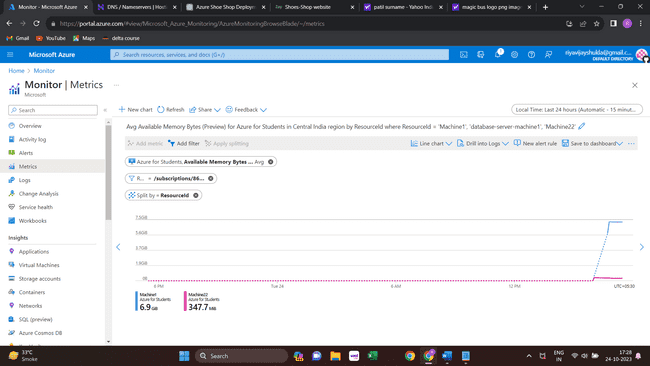 Monitor - Microsoft Azure
DNS / Nameservers | Host
Azure Shoe Shop Deploym
Shoes-Shop website
patil surname - Yahoo Ind
magic bus logo png imag
https://portal.azure.com/#view/Microsoft_Azure_Monitoring/AzureMonitoringBrowseBlade/~/metrics
Gmail
YouTube
Maps
delta course
Microsoft Azure
Search resources, services, and docs (G+/)
riyavijayshukla@gmail.c...
DEFAULT DIRECTORY
Home > Monitor
Monitor | Metrics
Microsoft
Search
New chart
Refresh
Share
Feedback
Local Time: Last 24 hours (Automatic - 15 minut...
Overview
Activity log
Alerts
Metrics
Logs
Change Analysis
Service health
Workbooks
Insights
Applications
Virtual Machines
Storage accounts
Containers
Networks
SQL (preview)
Azure Cosmos DB
Avg Available Memory Bytes (Preview) for Azure for Students in Central India region by ResourceId where ResourceId = 'Machine1', 'database-server-machine1', 'Machine22'
Add metric
Add filter
Apply splitting
Line chart
Drill into Logs
New alert rule
Save to dashboard
Azure for Students, Available Memory Bytes ... Avg
R... = /subscriptions/86...
Split by = ResourceId
6 PM
Tue 24
6 AM
12 PM
UTC+05:30
Machine1
Azure for Students
6.9 GiB
Machine22
Azure for Students
347.7 MiB
33°C
Smoke
Search
ENG
IN
17:28
24-10-2023